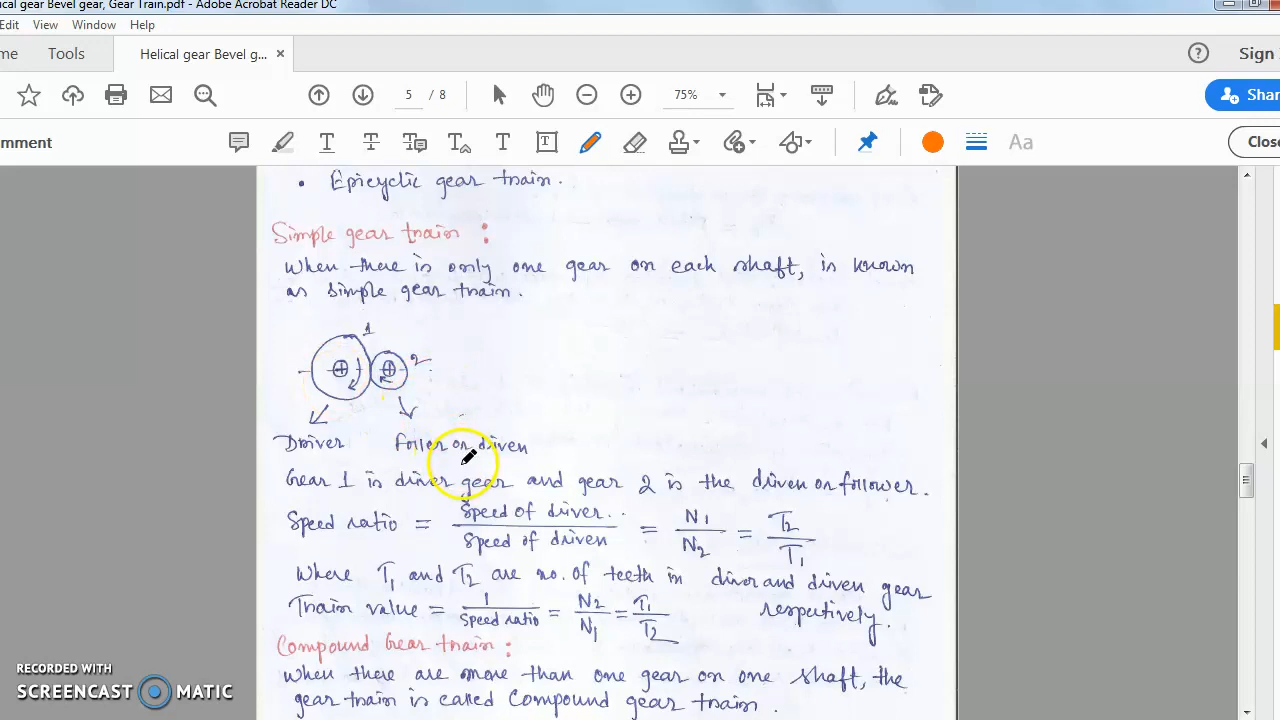 lical gear Bevel gear, Gear Train.pdf - Adobe Acrobat Reader DC
Edit View Window Help
me Tools Helical gear Bevel g... × ? Sign
5 / 8 75% Shar
mment T T T T T T Aa Clos
• Epicyclic gear train.
Simple gear train :
When there is only one gear on each shaft, is known
as simple gear train.
1
2
Driver Foller or driven
Gear 1 is driver gear and gear 2 is the driven or follower.
Speed ratio = Speed of driver.. / Speed of driven = N1 / N2 = T2 / T1
Where T1 and T2 are no. of teeth in driver and driven gear
respectively.
Train value = 1 / Speed ratio = N2 / N1 = T1 / T2
Compound Gear train :
When there are more than one gear on one shaft, the
gear train is called Compound gear train.
RECORDED WITH
SCREENCAST MATIC